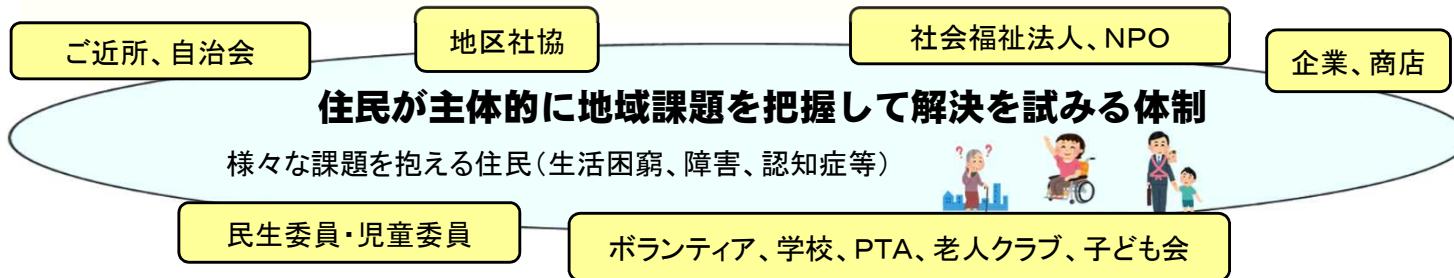 ご近所、自治会
地区社協
社会福祉法人、NPO
企業、商店
住民が主体的に地域課題を把握して解決を試みる体制
様々な課題を抱える住民(生活困窮、障害、認知症等)
? ?
民生委員・児童委員
ボランティア、学校、PTA、老人クラブ、子ども会